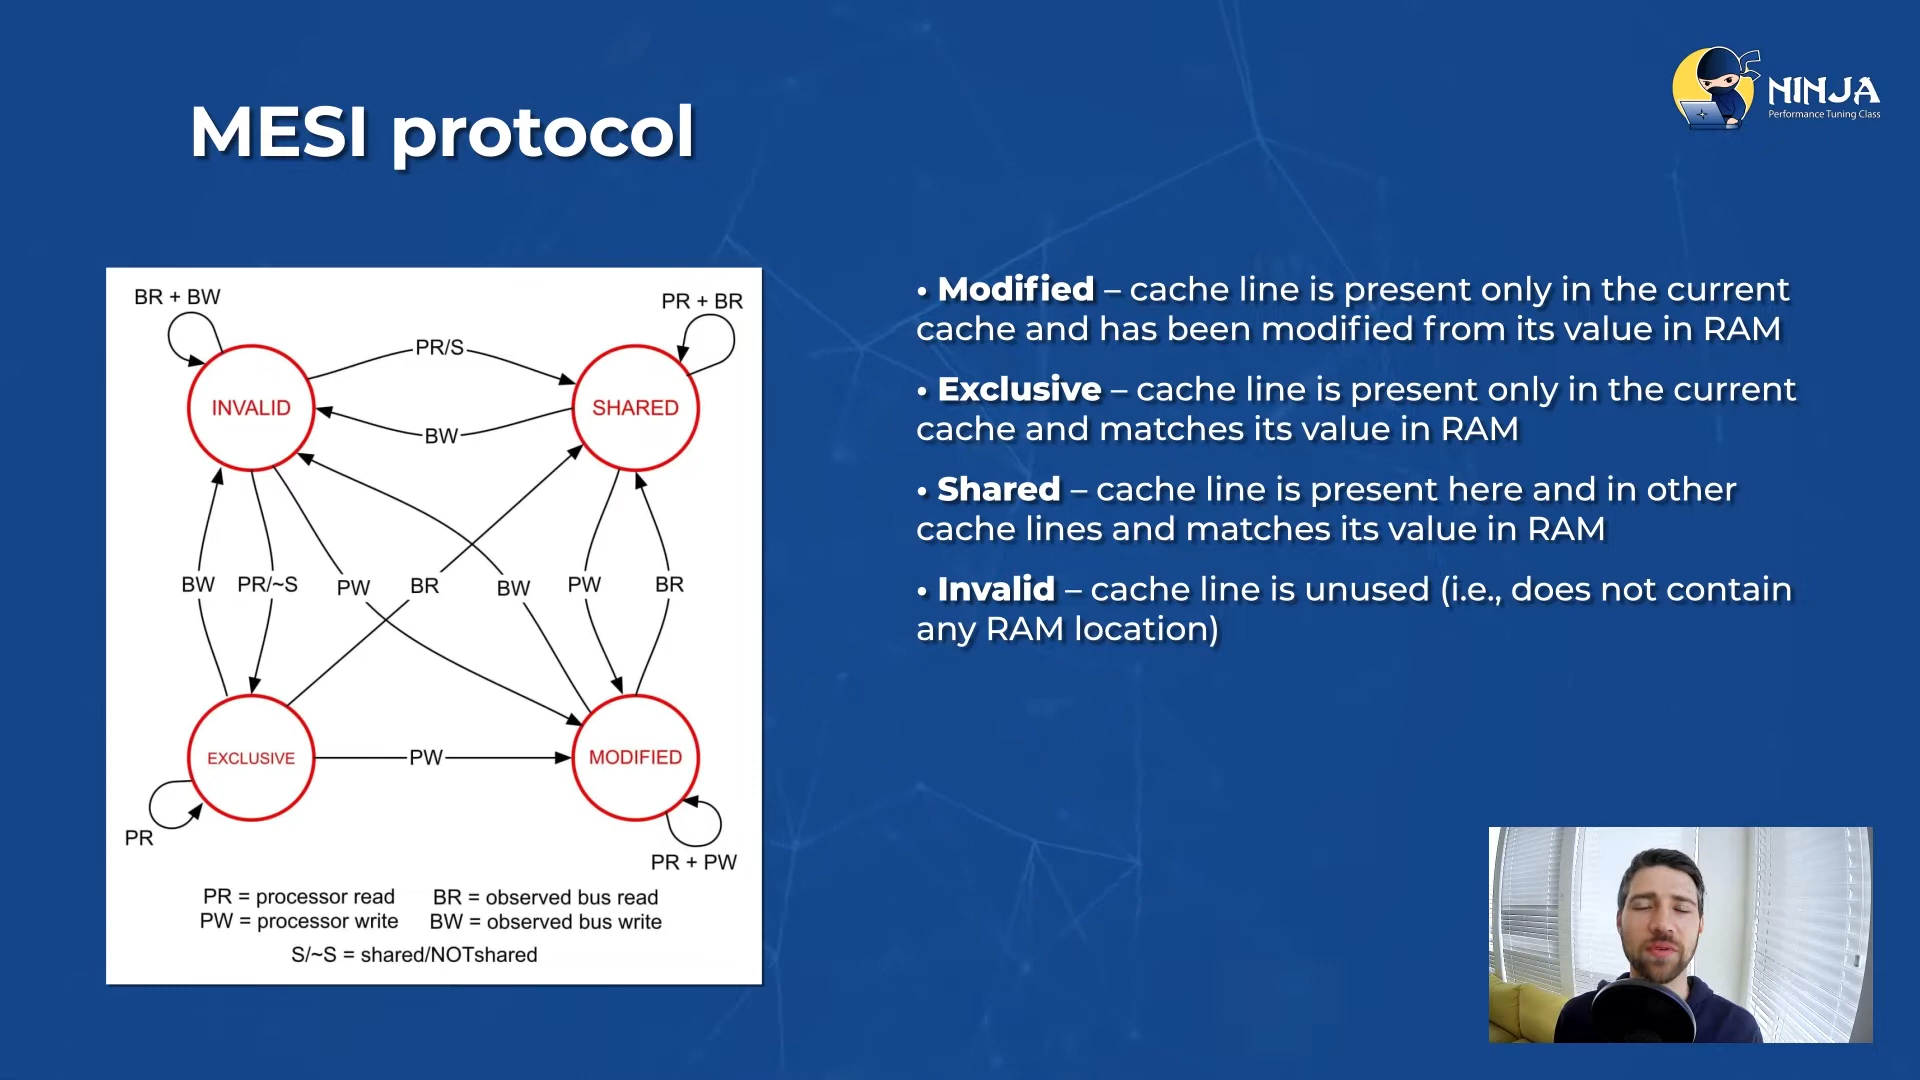 NINJA
Performance Tuning Class
MESI protocol
BR + BW
PR + BR
PR/S
INVALID
SHARED
BW
BW
PR/~S
PW
BR
BW
PW
BR
EXCLUSIVE
PW
MODIFIED
PR
PR + PW
PR = processor read BR = observed bus read
PW = processor write BW = observed bus write
S/~S = shared/NOTshared
• Modified – cache line is present only in the current
cache and has been modified from its value in RAM
• Exclusive – cache line is present only in the current
cache and matches its value in RAM
• Shared – cache line is present here and in other
cache lines and matches its value in RAM
• Invalid – cache line is unused (i.e., does not contain
any RAM location)